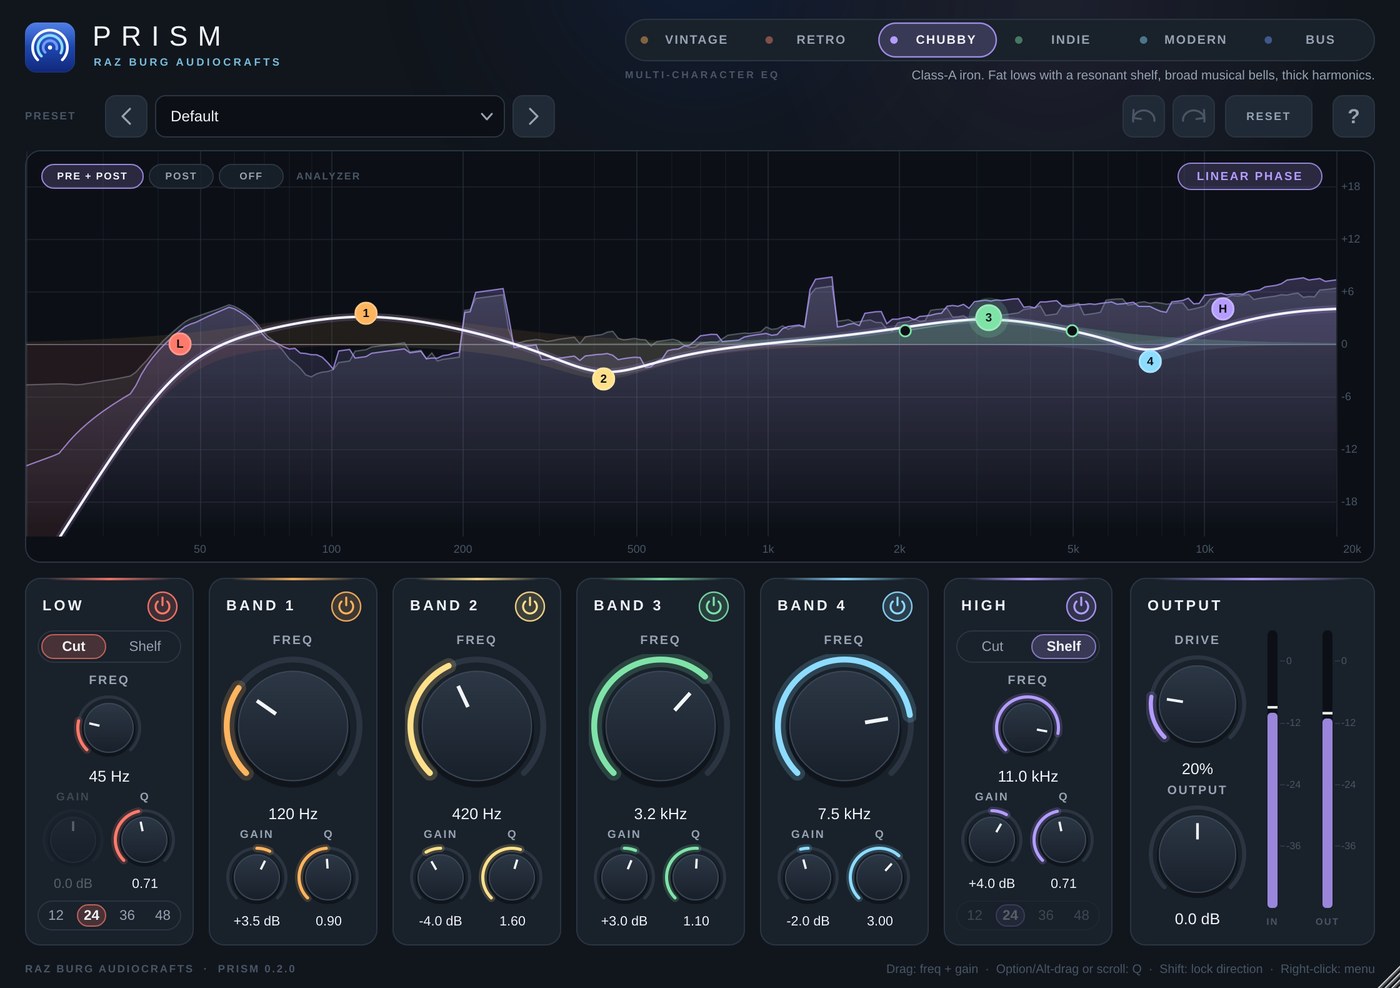 PRISM
RAZ BURG AUDIOCRAFTS
VINTAGE RETRO CHUBBY INDIE MODERN BUS
MULTI-CHARACTER EQ
Class-A iron. Fat lows with a resonant shelf, broad musical bells, thick harmonics.
PRESET Default RESET ?
PRE + POST POST OFF ANALYZER
LINEAR PHASE
+18
+12
+6
0
-6
-12
-18
L 1 2 3 4 H
50 100 200 500 1k 2k 5k 10k 20k
LOW
Cut Shelf
FREQ
45 Hz
GAIN Q
0.0 dB 0.71
12 24 36 48
BAND 1
FREQ
120 Hz
GAIN Q
+3.5 dB 0.90
BAND 2
FREQ
420 Hz
GAIN Q
-4.0 dB 1.60
BAND 3
FREQ
3.2 kHz
GAIN Q
+3.0 dB 1.10
BAND 4
FREQ
7.5 kHz
GAIN Q
-2.0 dB 3.00
HIGH
Cut Shelf
FREQ
11.0 kHz
GAIN Q
+4.0 dB 0.71
12 24 36 48
OUTPUT
DRIVE
20%
OUTPUT
0.0 dB
-0 -0
-12 -12
-24 -24
-36 -36
IN OUT
RAZ BURG AUDIOCRAFTS · PRISM 0.2.0
Drag: freq + gain · Option/Alt-drag or scroll: Q · Shift: lock direction · Right-click: menu